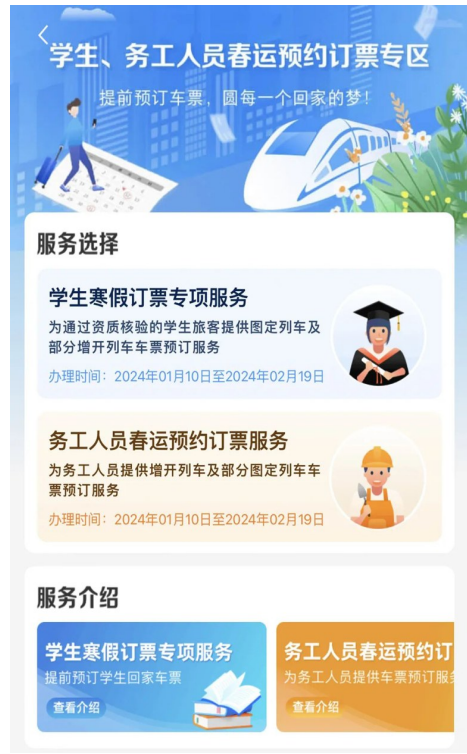 学生、务工人员春运预约订票专区
提前预订车票，圆每一个回家的梦！
服务选择
学生寒假订票专项服务
为通过资质核验的学生旅客提供图定列车及
部分增开列车车票预订服务
办理时间：2024年01月10日至2024年02月19日
务工人员春运预约订票服务
为务工人员提供增开列车及部分图定列车车
票预订服务
办理时间：2024年01月10日至2024年02月19日
服务介绍
学生寒假订票专项服务
提前预订学生回家车票
查看介绍
务工人员春运预约订
为务工人员提供车票预订服
查看介绍